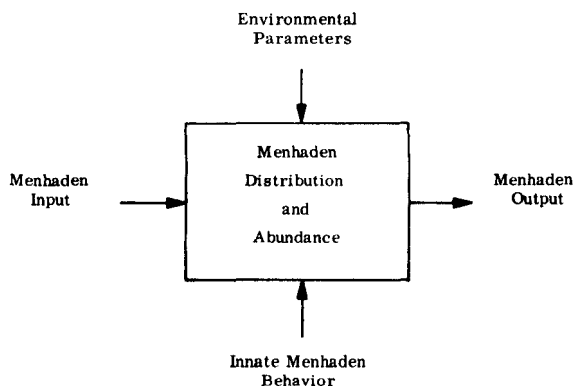 Environmental
Parameters
Menhaden
Distribution
and
Abundance
Menhaden
Input
Menhaden
Output
Innate Menhaden
Behavior